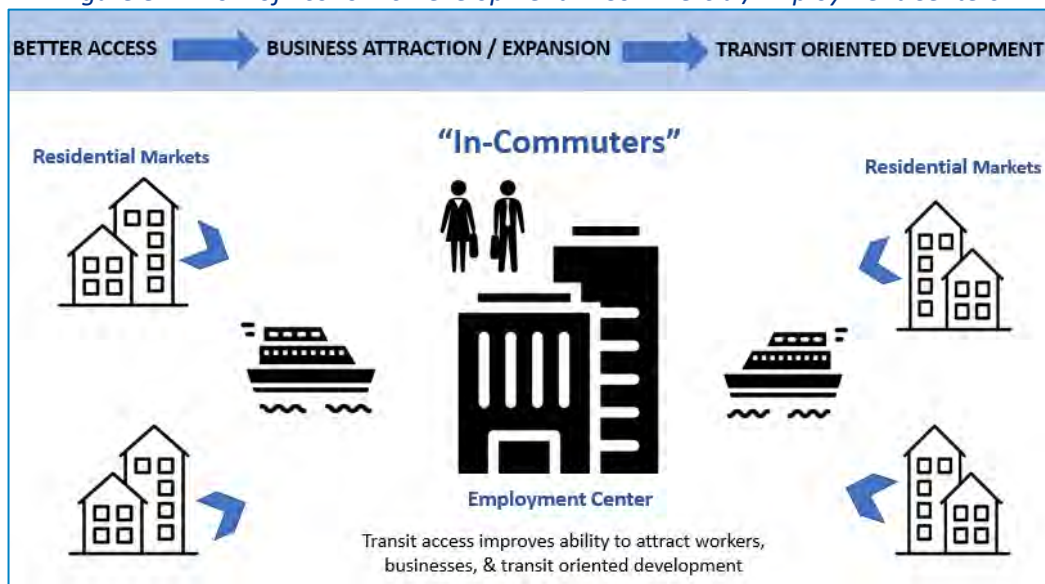 BETTER ACCESS BUSINESS ATTRACTION / EXPANSION TRANSIT ORIENTED DEVELOPMENT
"In-Commuters"
Residential Markets
Residential Markets
Employment Center
Transit access improves ability to attract workers,
businesses, & transit oriented development